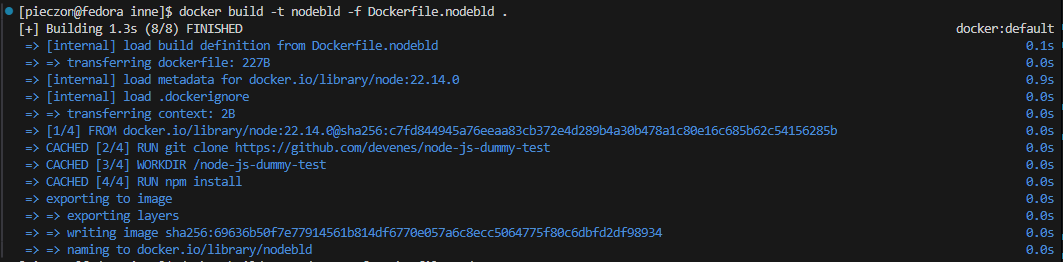 [pieczon@fedora inne]$ docker build -t nodebld -f Dockerfile.nodebld .
[+] Building 1.3s (8/8) FINISHED docker:default
=> [internal] load build definition from Dockerfile.nodebld 0.1s
=> => transferring dockerfile: 227B 0.0s
=> [internal] load metadata for docker.io/library/node:22.14.0 0.9s
=> [internal] load .dockerignore 0.0s
=> => transferring context: 2B 0.0s
=> [1/4] FROM docker.io/library/node:22.14.0@sha256:c7fd844945a76eeaa83cb372e4d289b4a30b478a1c80e16c685b62c54156285b 0.0s
=> CACHED [2/4] RUN git clone https://github.com/devenes/node-js-dummy-test 0.0s
=> CACHED [3/4] WORKDIR /node-js-dummy-test 0.0s
=> CACHED [4/4] RUN npm install 0.0s
=> exporting to image 0.0s
=> => exporting layers 0.0s
=> => writing image sha256:69636b50f7e77914561b814df6770e057a6c8ecc5064775f80c6dbfd2df98934 0.0s
=> => naming to docker.io/library/nodebld 0.0s